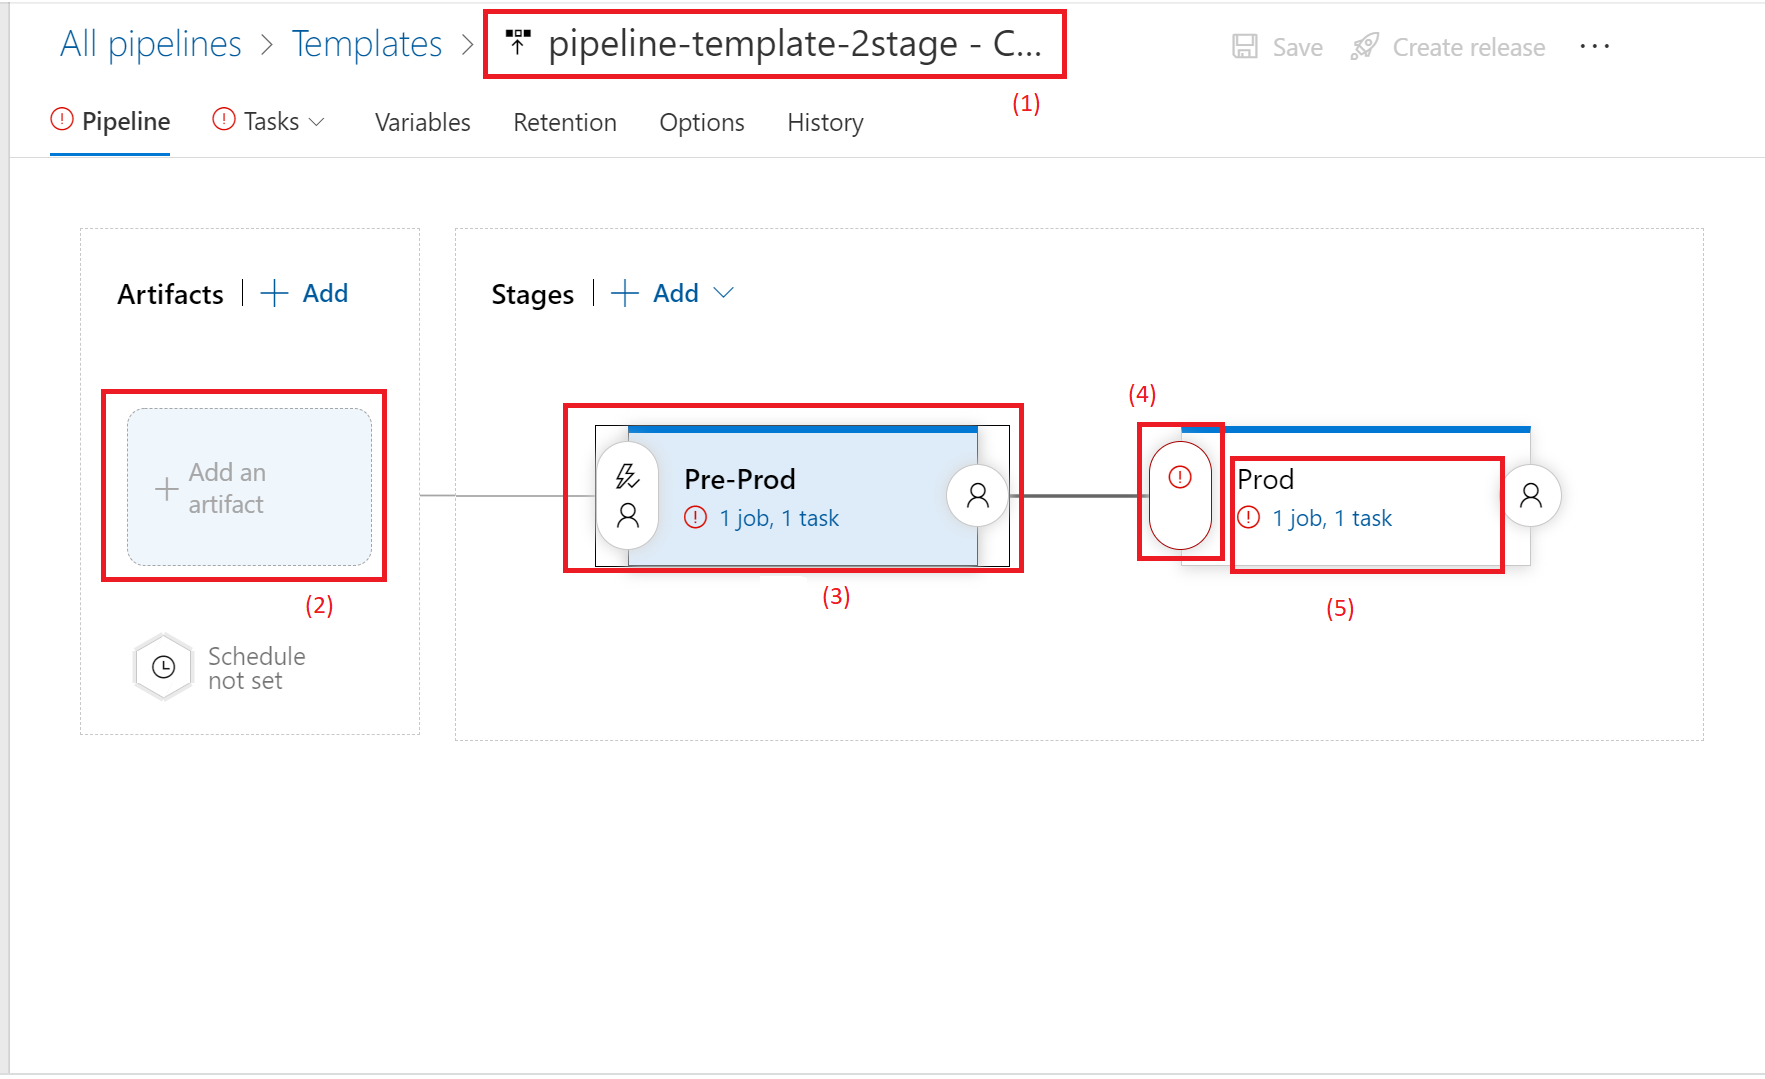 All pipelines > Templates > pipeline-template-2stage - C...
Save Create release ...
(1)
Pipeline Tasks Variables Retention Options History
Artifacts | + Add
Stages | + Add
(4)
+ Add an
artifact
Pre-Prod
1 job, 1 task
Prod
1 job, 1 task
(2)
(3)
(5)
Schedule
not set